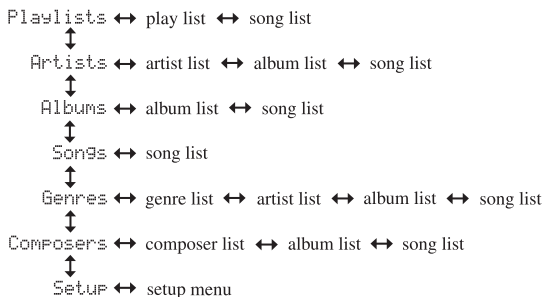 Playlists ↔ play list ↔ song list
Artists ↔ artist list ↔ album list ↔ song list
Albums ↔ album list ↔ song list
Songs ↔ song list
Genres ↔ genre list ↔ artist list ↔ album list ↔ song list
Composers ↔ composer list ↔ album list ↔ song list
Setup ↔ setup menu